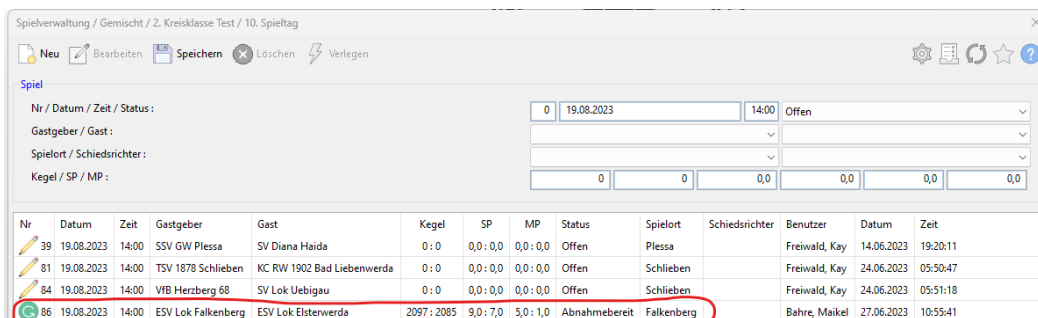 Spielverwaltung / Gemischt / 2. Kreisklasse Test / 10. Spieltag
Neu Bearbeiten Speichern Löschen Verlegen ?
Spiel
Nr / Datum / Zeit / Status : 0 19.08.2023 14:00 Offen
Gastgeber / Gast :
Spielort / Schiedsrichter :
Kegel / SP / MP : 0 0 0,0 0,0 0,0 0,0
Nr Datum Zeit Gastgeber Gast Kegel SP MP Status Spielort Schiedsrichter Benutzer Datum Zeit
39 19.08.2023 14:00 SSV GW Plessa SV Diana Haida 0 : 0 0,0 : 0,0 0,0 : 0,0 Offen Plessa Freiwald, Kay 14.06.2023 19:20:11
81 19.08.2023 14:00 TSV 1878 Schlieben KC RW 1902 Bad Liebenwerda 0 : 0 0,0 : 0,0 0,0 : 0,0 Offen Schlieben Freiwald, Kay 24.06.2023 05:50:47
84 19.08.2023 14:00 VfB Herzberg 68 SV Lok Uebigau 0 : 0 0,0 : 0,0 0,0 : 0,0 Offen Schlieben Freiwald, Kay 24.06.2023 05:51:18
G 86 19.08.2023 14:00 ESV Lok Falkenberg ESV Lok Elsterwerda 2097 : 2085 9,0 : 7,0 5,0 : 1,0 Abnahmebereit Falkenberg Bahre, Maikel 27.06.2023 10:55:41